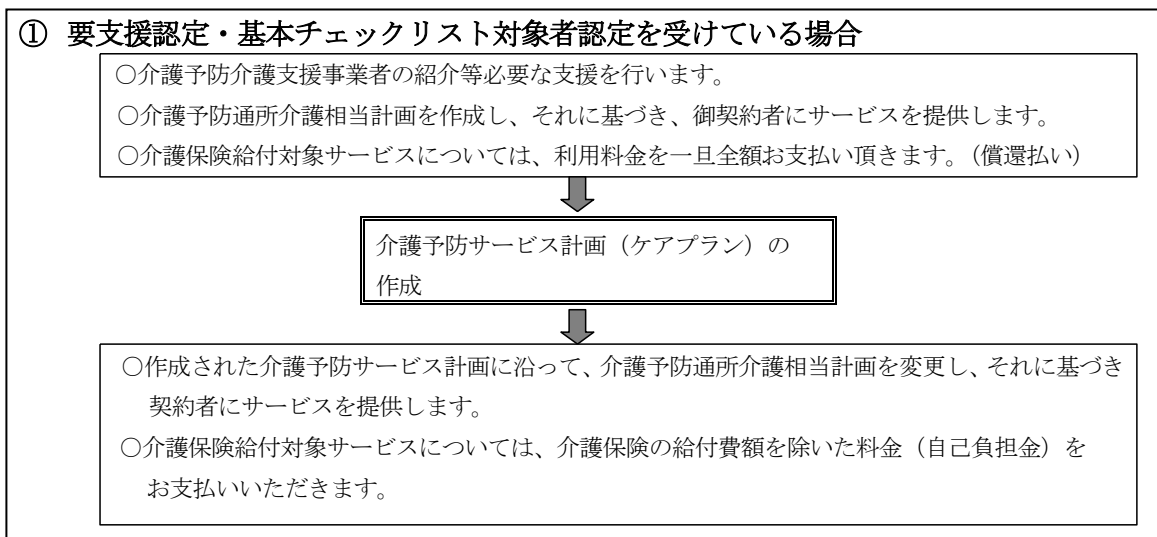 ① 要支援認定・基本チェックリスト対象者認定を受けている場合
○介護予防介護支援事業者の紹介等必要な支援を行います。
○介護予防通所介護相当計画を作成し、それに基づき、御契約者にサービスを提供します。
○介護保険給付対象サービスについては、利用料金を一旦全額お支払い頂きます。（償還払い）
介護予防サービス計画（ケアプラン）の
作成
○作成された介護予防サービス計画に沿って、介護予防通所介護相当計画を変更し、それに基づき
契約者にサービスを提供します。
○介護保険給付対象サービスについては、介護保険の給付費額を除いた料金（自己負担金）を
お支払いいただきます。